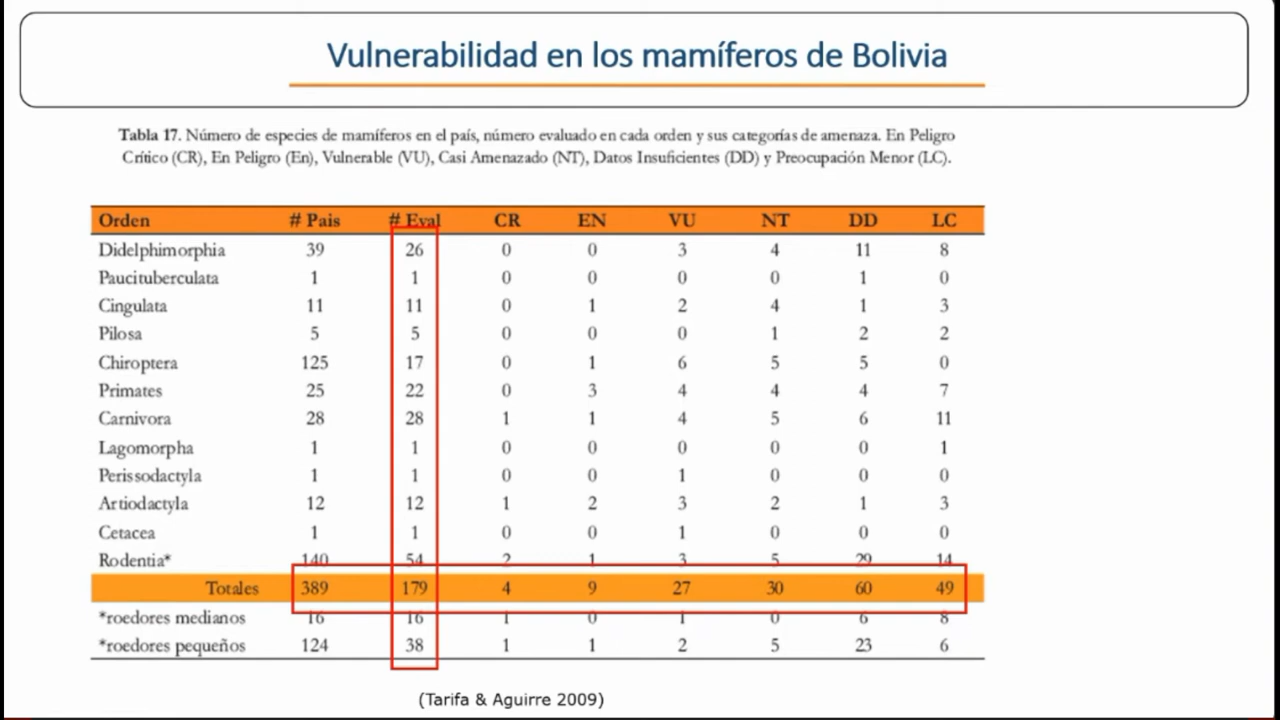 Vulnerabilidad en los mamíferos de Bolivia
Tabla 17. Número de especies de mamíferos en el país, número evaluado en cada orden y sus categorías de amenaza. En Peligro
Crítico (CR), En Peligro (En), Vulnerable (VU), Casi Amenazado (NT), Datos Insuficientes (DD) y Preocupación Menor (LC).
Orden # Pais # Eval CR EN VU NT DD LC
Didelphimorphia 39 26 0 0 3 4 11 8
Paucituberculata 1 1 0 0 0 0 1 0
Cingulata 11 11 0 1 2 4 1 3
Pilosa 5 5 0 0 0 1 2 2
Chiroptera 125 17 0 1 6 5 5 0
Primates 25 22 0 3 4 4 4 7
Carnivora 28 28 1 1 4 5 6 11
Lagomorpha 1 1 0 0 0 0 0 1
Perissodactyla 1 1 0 0 1 0 0 0
Artiodactyla 12 12 1 2 3 2 1 3
Cetacea 1 1 0 0 1 0 0 0
Rodentia* 140 54 2 1 3 5 29 14
Totales 389 179 4 9 27 30 60 49
*roedores medianos 16 16 1 0 1 0 6 8
*roedores pequeños 124 38 1 1 2 5 23 6
(Tarifa & Aguirre 2009)